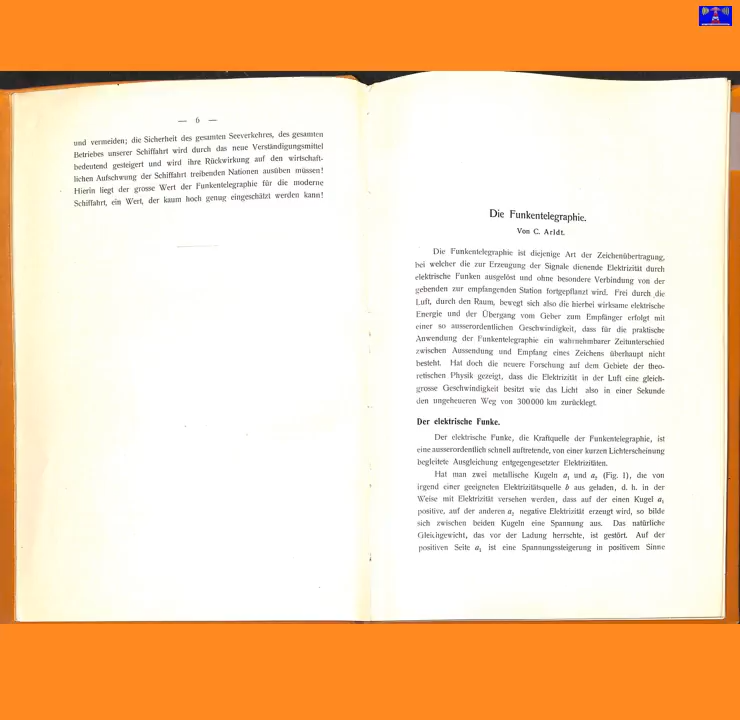 — 6 —
und vermeiden; die Sicherheit des gesamten Seeverkehres, des gesamten
Betriebes unserer Schiffahrt wird durch das neue Verständigungsmittel
bedeutend gesteigert und wird ihre Rückwirkung auf den wirtschaft-
lichen Aufschwung der Schiffahrt treibenden Nationen ausüben müssen!
Hierin liegt der grosse Wert der Funkentelegraphie für die moderne
Schiffahrt, ein Wert, der kaum hoch genug eingeschätzt werden kann!
Die Funkentelegraphie.
Von C. Arldt.
Die Funkentelegraphie ist diejenige Art der Zeichenübertragung,
bei welcher die zur Erzeugung der Signale dienende Elektrizität durch
elektrische Funken ausgelöst und ohne besondere Verbindung von der
gebenden zur empfangenden Station fortgepflanzt wird. Frei durch die
Luft, durch den Raum, bewegt sich also die hierbei wirksame elektrische
Energie und der Übergang vom Geber zum Empfänger erfolgt mit
einer so ausserordentlichen Geschwindigkeit, dass für die praktische
Anwendung der Funkentelegraphie ein wahrnehmbarer Zeitunterschied
zwischen Aussendung und Empfang eines Zeichens überhaupt nicht
besteht. Hat doch die neuere Forschung auf dem Gebiete der theo-
retischen Physik gezeigt, dass die Elektrizität in der Luft eine gleich-
grosse Geschwindigkeit besitzt wie das Licht also in einer Sekunde
den ungeheueren Weg von 300000 km zurücklegt.
Der elektrische Funke.
Der elektrische Funke, die Kraftquelle der Funkentelegraphie, ist
eine ausserordentlich schnell auftretende, von einer kurzen Lichterscheinung
begleitete Ausgleichung entgegengesetzter Elektrizitäten.
Hat man zwei metallische Kugeln a₁ und a₂ (Fig. 1), die von
irgend einer geeigneten Elektrizitätsquelle b aus geladen, d. h. in der
Weise mit Elektrizität versehen werden, dass auf der einen Kugel a₁
positive, auf der anderen a₂ negative Elektrizität erzeugt wird, so bilde
sich zwischen beiden Kugeln eine Spannung aus. Das natürliche
Gleichgewicht, das vor der Ladung herrschte, ist gestört. Auf der
positiven Seite a₁ ist eine Spannungssteigerung in positivem Sinne